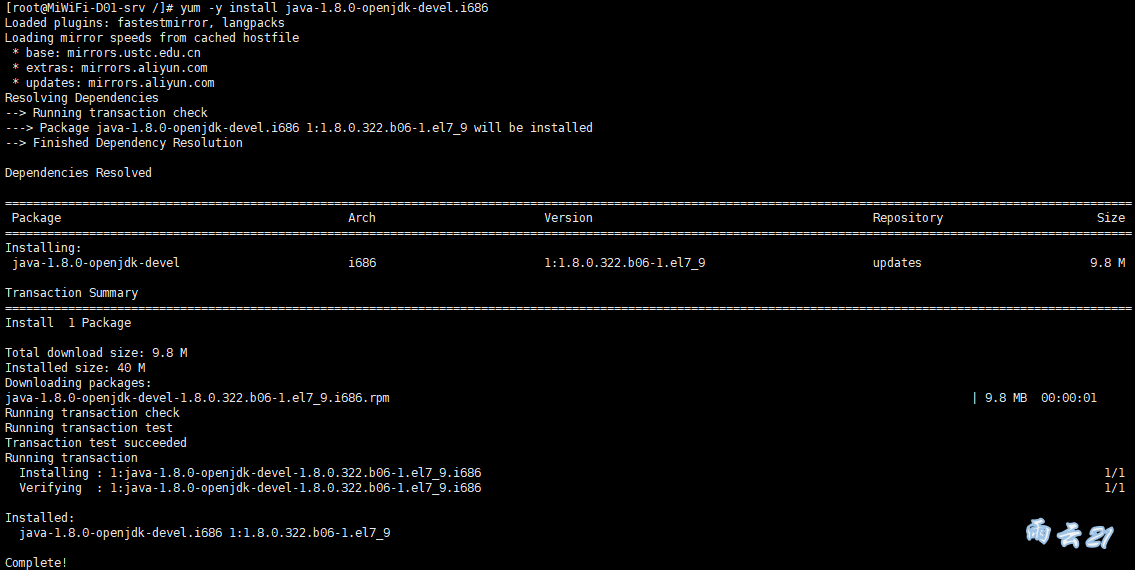 [root@MiWiFi-D01-srv /]# yum -y install java-1.8.0-openjdk-devel.i686
Loaded plugins: fastestmirror, langpacks
Loading mirror speeds from cached hostfile
 * base: mirrors.ustc.edu.cn
 * extras: mirrors.aliyun.com
 * updates: mirrors.aliyun.com
Resolving Dependencies
--> Running transaction check
---> Package java-1.8.0-openjdk-devel.i686 1:1.8.0.322.b06-1.el7_9 will be installed
--> Finished Dependency Resolution

Dependencies Resolved

================================================================================
 Package Arch Version Repository Size
================================================================================
Installing:
 java-1.8.0-openjdk-devel i686 1:1.8.0.322.b06-1.el7_9 updates 9.8 M

Transaction Summary
================================================================================
Install  1 Package

Total download size: 9.8 M
Installed size: 40 M
Downloading packages:
java-1.8.0-openjdk-devel-1.8.0.322.b06-1.el7_9.i686.rpm | 9.8 MB  00:00:01
Running transaction check
Running transaction test
Transaction test succeeded
Running transaction
  Installing : 1:java-1.8.0-openjdk-devel-1.8.0.322.b06-1.el7_9.i686 1/1
  Verifying  : 1:java-1.8.0-openjdk-devel-1.8.0.322.b06-1.el7_9.i686 1/1

Installed:
  java-1.8.0-openjdk-devel.i686 1:1.8.0.322.b06-1.el7_9

Complete!
雨云21